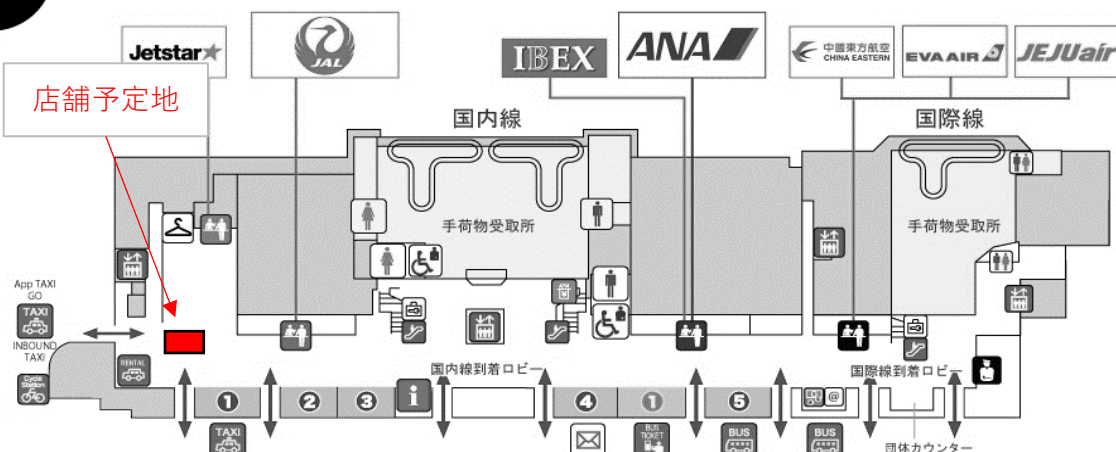 Jetstar
JAL
IBEX
ANA
中國東方航空
CHINA EASTERN
EVA AIR
JEJUair
店舗予定地
国内線
国際線
手荷物受取所
手荷物受取所
App TAXI
GO
TAXI
INBOUND
TAXI
Cycle
Station
RENTAL
ATM
国内線到着ロビー
国際線到着ロビー
1
2
3
i
4
1
5
@
TAXI
BUS
TICKET
BUS
BUS
団体カウンター